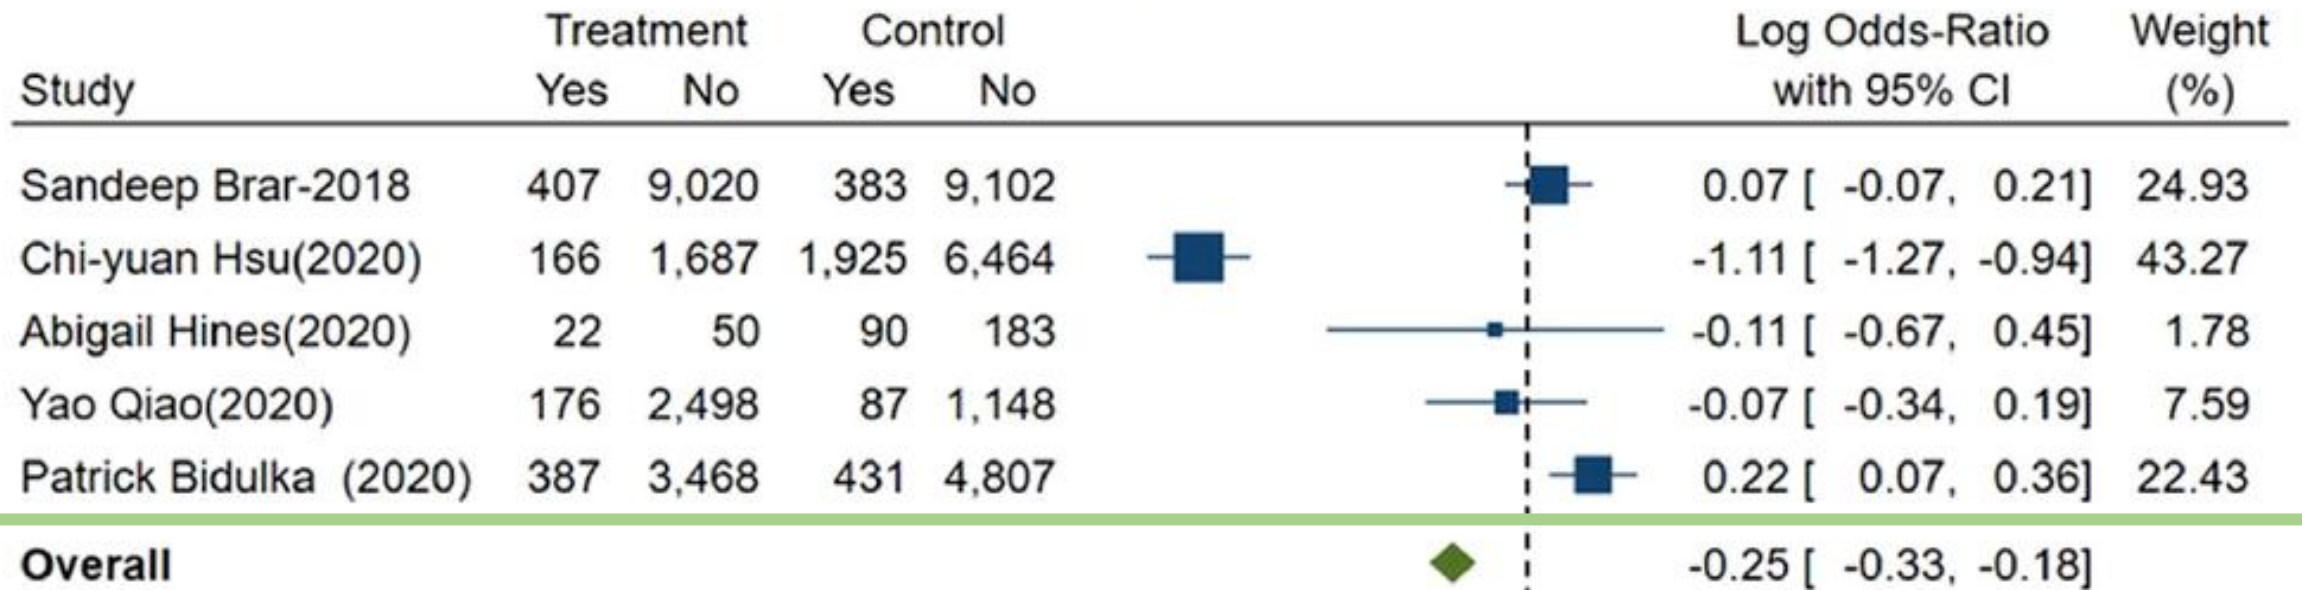 Treatment Control Log Odds-Ratio Weight
Study Yes No Yes No with 95% CI (%)
Sandeep Brar-2018 407 9,020 383 9,102 0.07 [ -0.07, 0.21] 24.93
Chi-yuan Hsu(2020) 166 1,687 1,925 6,464 -1.11 [ -1.27, -0.94] 43.27
Abigail Hines(2020) 22 50 90 183 -0.11 [ -0.67, 0.45] 1.78
Yao Qiao(2020) 176 2,498 87 1,148 -0.07 [ -0.34, 0.19] 7.59
Patrick Bidulka (2020) 387 3,468 431 4,807 0.22 [ 0.07, 0.36] 22.43
Overall -0.25 [ -0.33, -0.18]